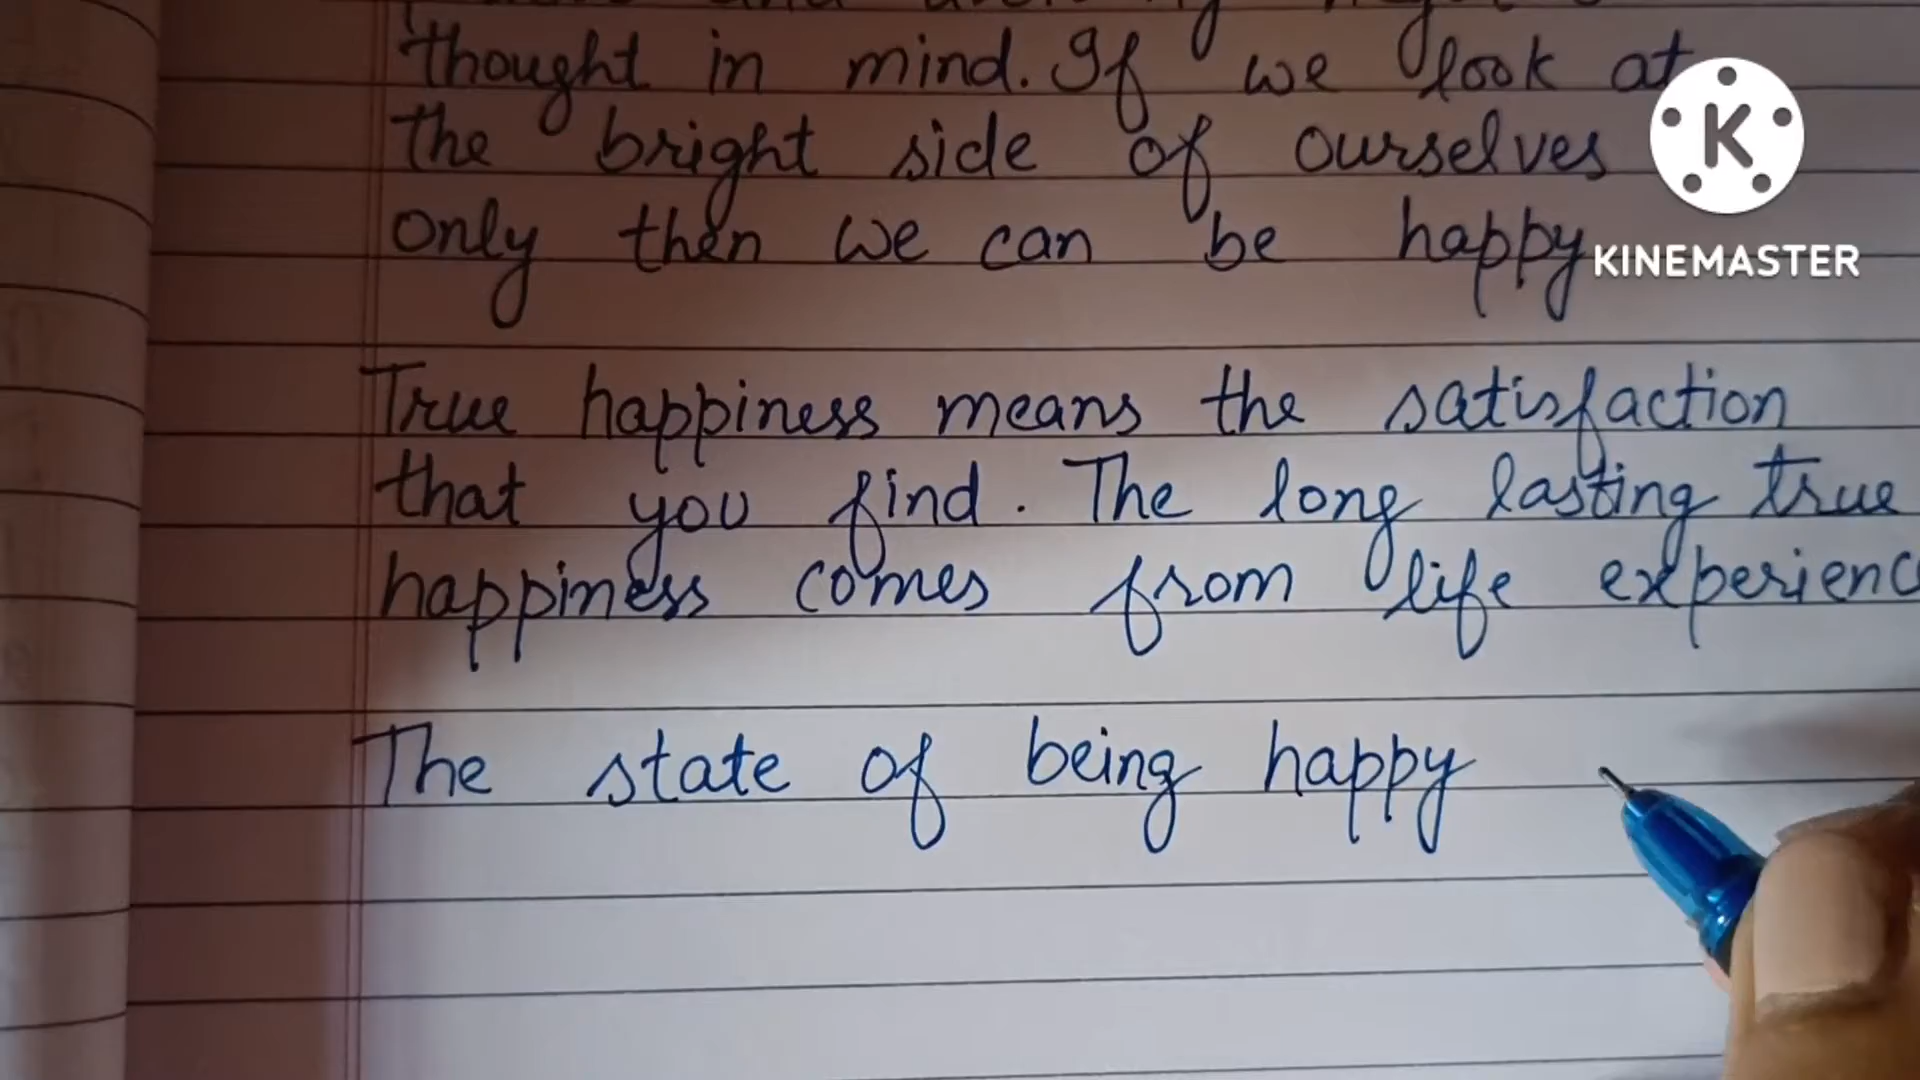 thought in mind. If we look at
the bright side of ourselves
only then we can be happy
True happiness means the satisfaction
that you find. The long lasting true
happiness comes from life experienc
The state of being happy
K
KINEMASTER